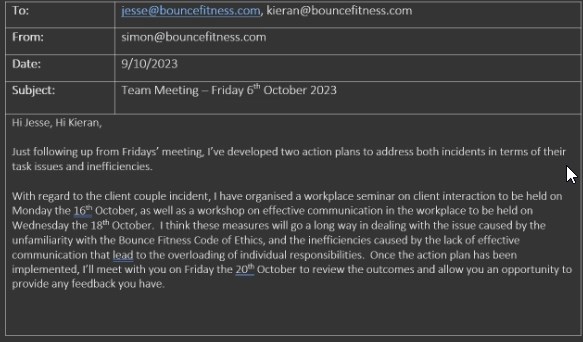 To: jesse@bouncefitness.com, kieran@bouncefitness.com
From: simon@bouncefitness.com
Date: 9/10/2023
Subject: Team Meeting – Friday 6th October 2023
Hi Jesse, Hi Kieran,
Just following up from Fridays’ meeting, I’ve developed two action plans to address both incidents in terms of their
task issues and inefficiencies.
With regard to the client couple incident, I have organised a workplace seminar on client interaction to be held on
Monday the 16th October, as well as a workshop on effective communication in the workplace to be held on
Wednesday the 18th October.  I think these measures will go a long way in dealing with the issue caused by the
unfamiliarity with the Bounce Fitness Code of Ethics, and the inefficiencies caused by the lack of effective
communication that lead to the overloading of individual responsibilities.  Once the action plan has been
implemented, I’ll meet with you on Friday the 20th October to review the outcomes and allow you an opportunity to
provide any feedback you have.